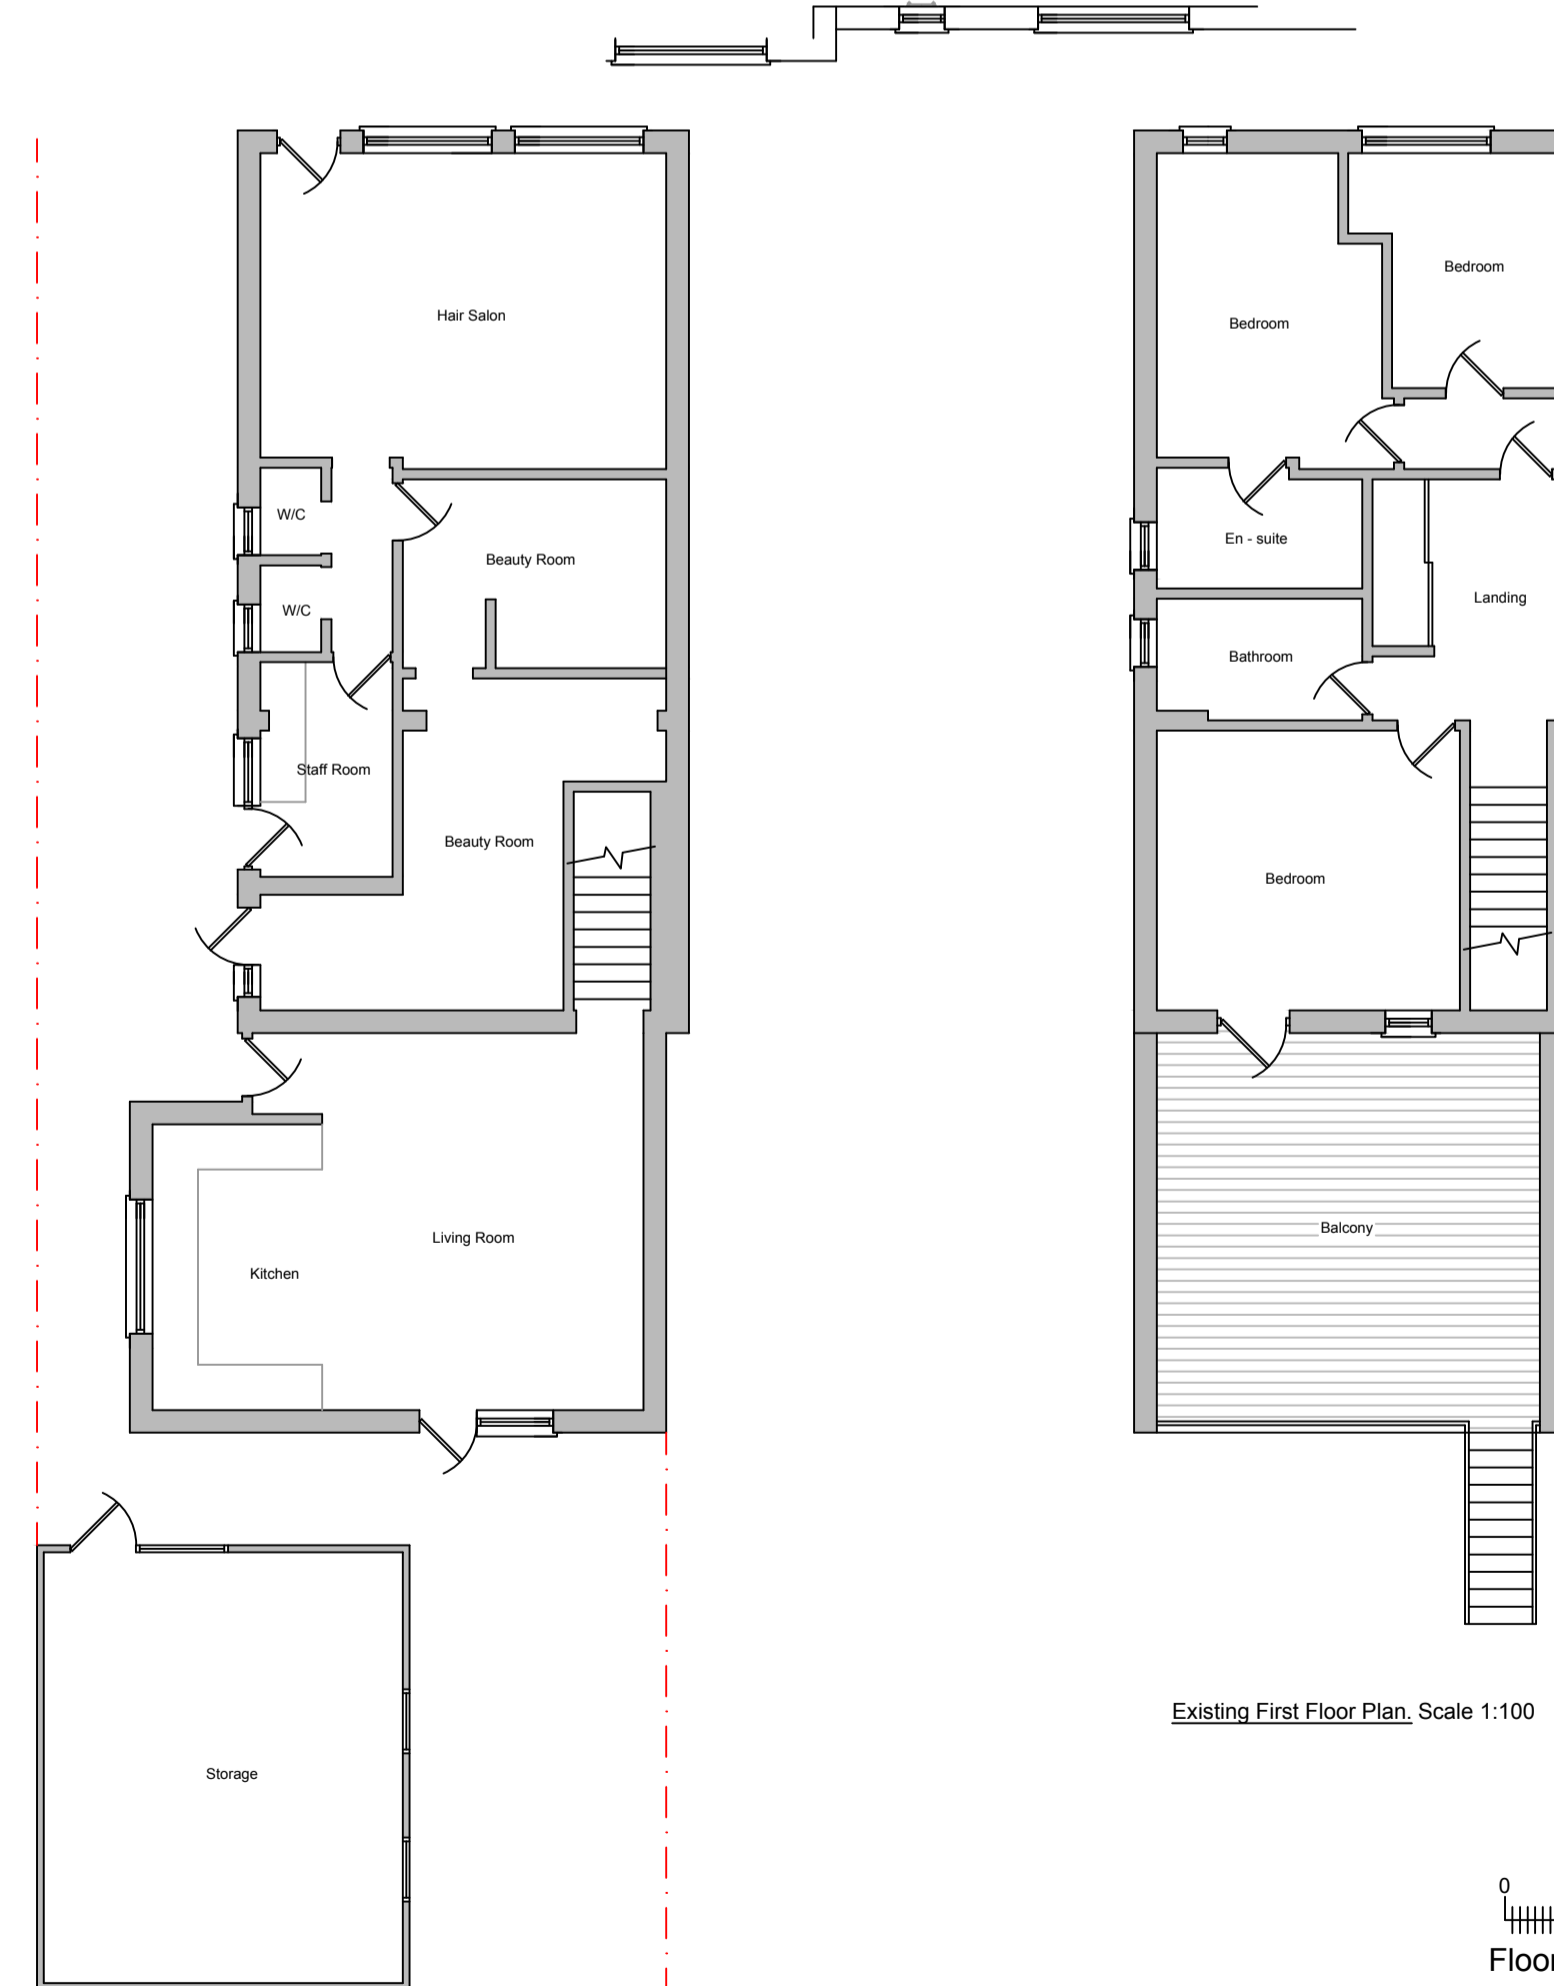 Hair Salon
W/C
Beauty Room
W/C
Staff Room
Beauty Room
Living Room
Kitchen
Storage
Bedroom
Bedroom
En - suite
Landing
Bathroom
Bedroom
Balcony
Existing First Floor Plan. Scale 1:100
0
Floor